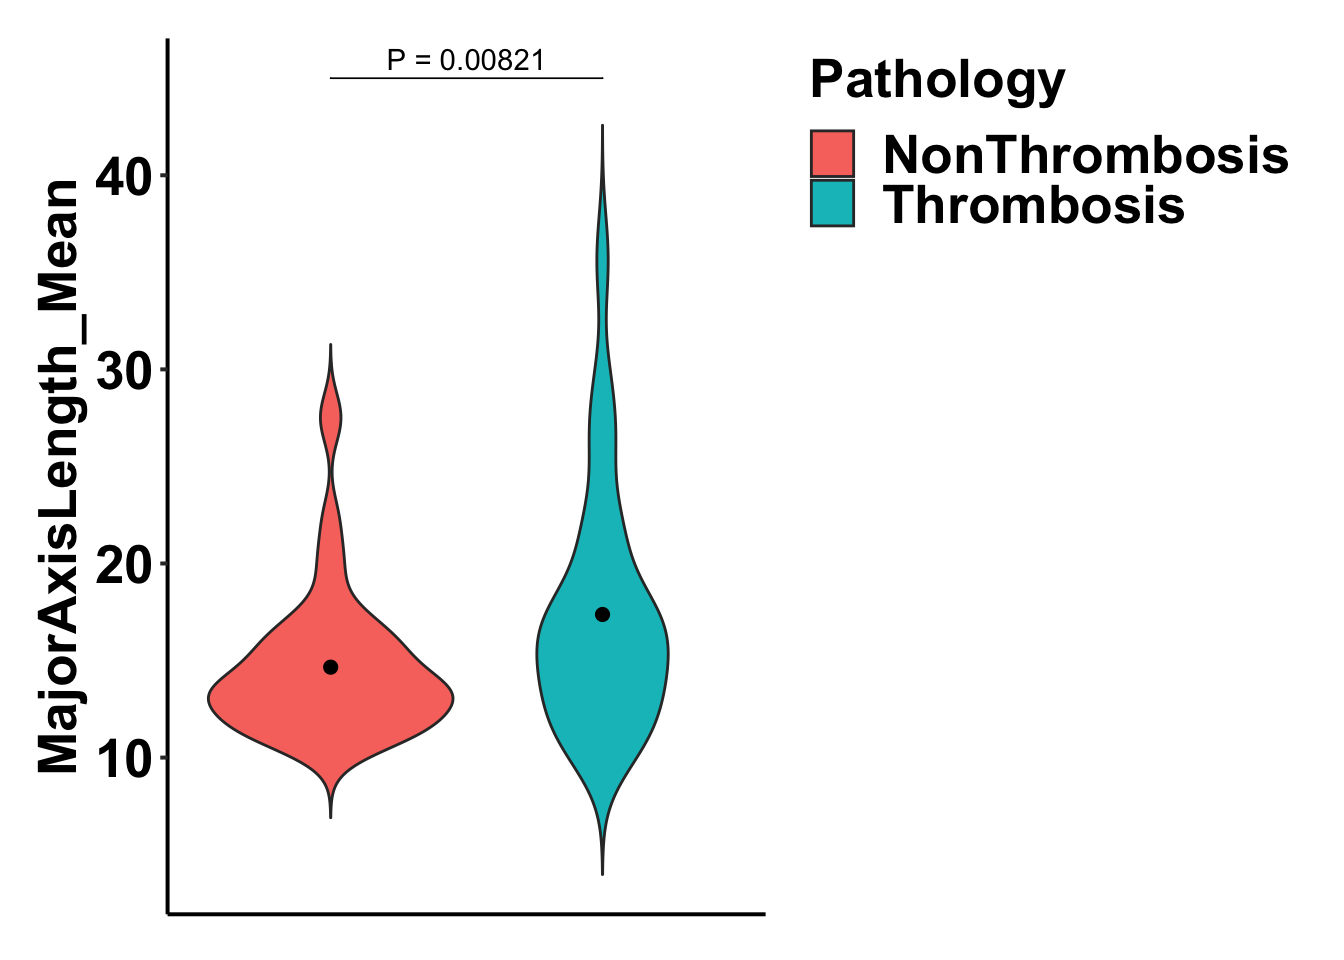 P = 0.00821
MajorAxisLength_Mean
40
30
20
10
Pathology
NonThrombosis
Thrombosis